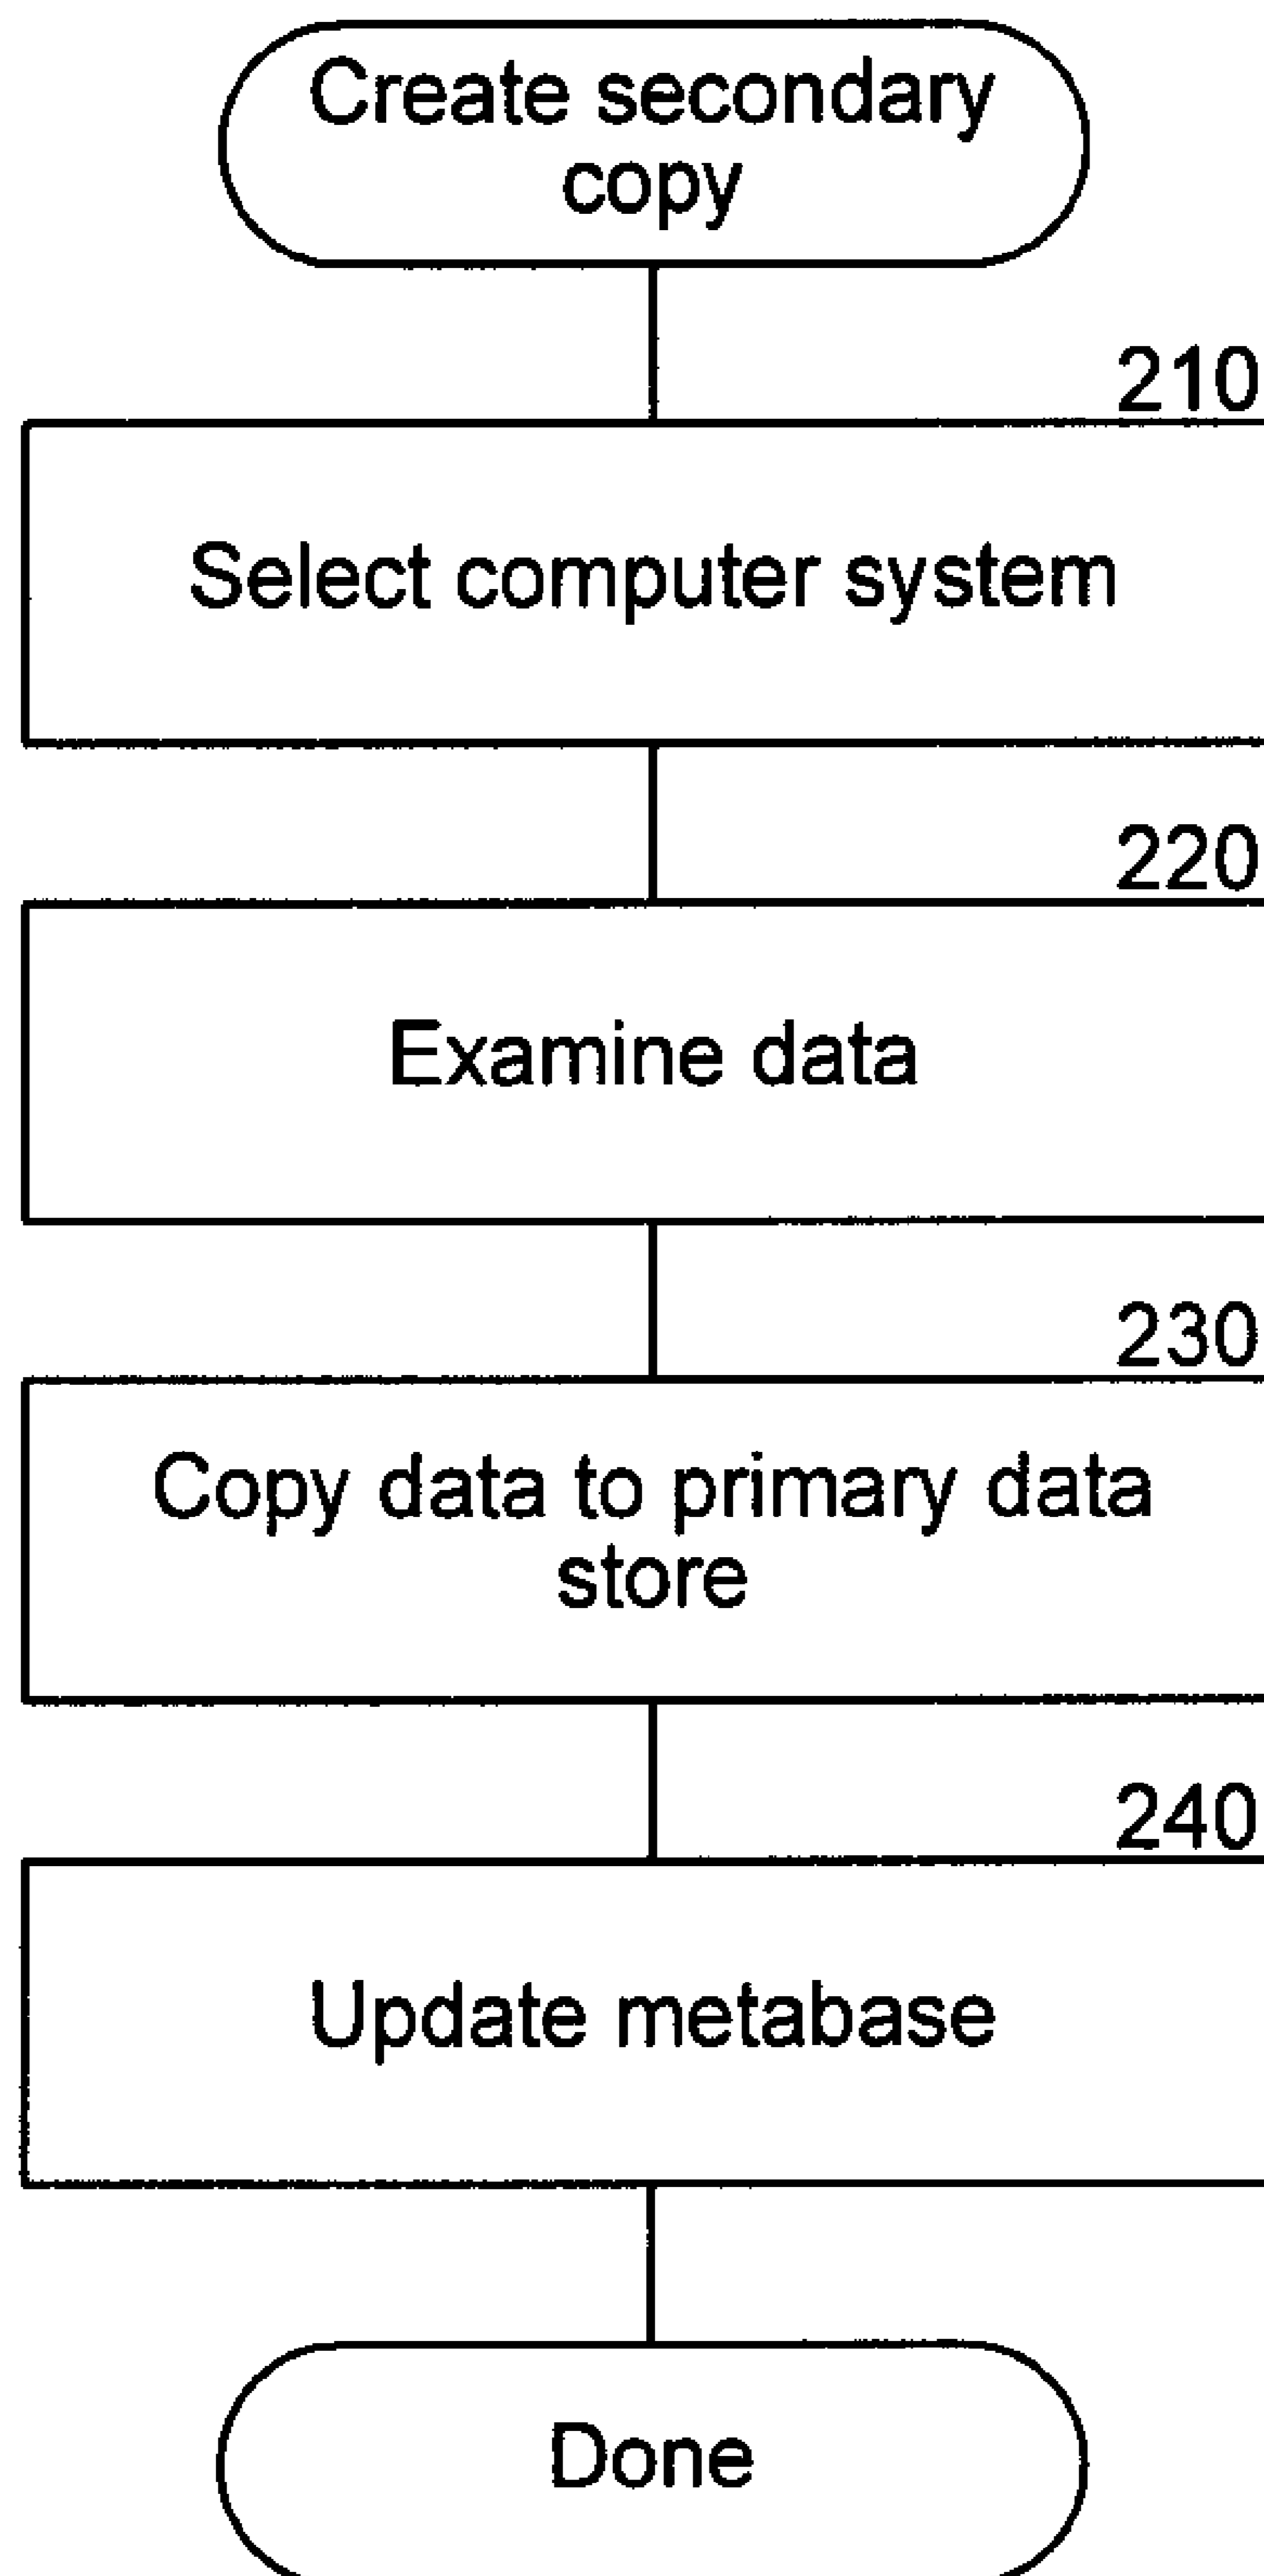 Create secondary
copy
210
Select computer system
220
Examine data
230
Copy data to primary data
store
240
Update metabase
Done